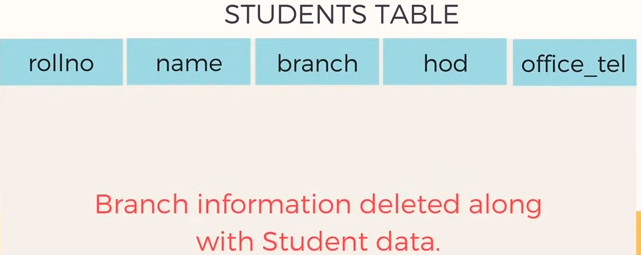 STUDENTS TABLE
rollno name branch hod office_tel
Branch information deleted along
with Student data.